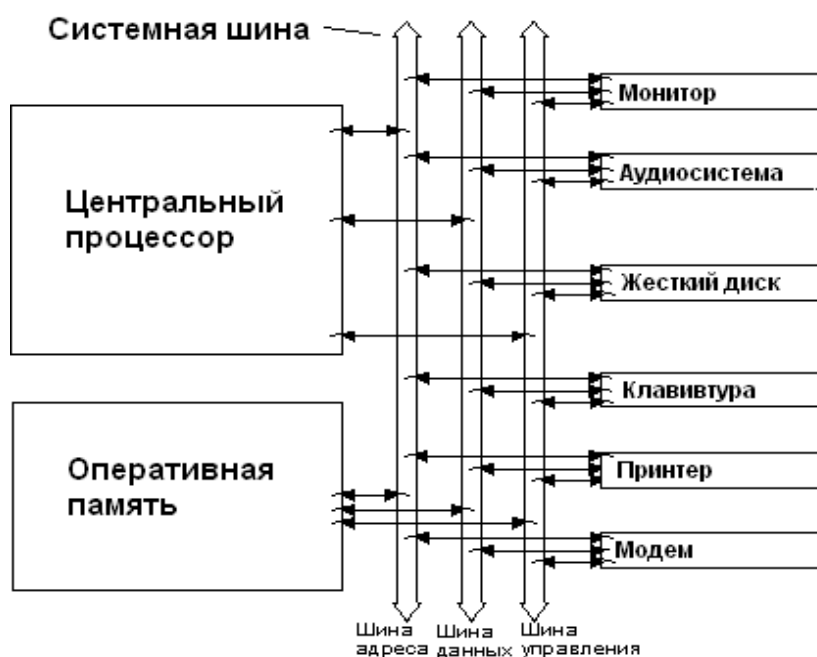 Системная шина
Монитор
Аудиосистема
Центральный
процессор
Жесткий диск
Клавивтура
Оперативная
память
Принтер
Модем
Шина
адреса
Шина
данных
Шина
управления